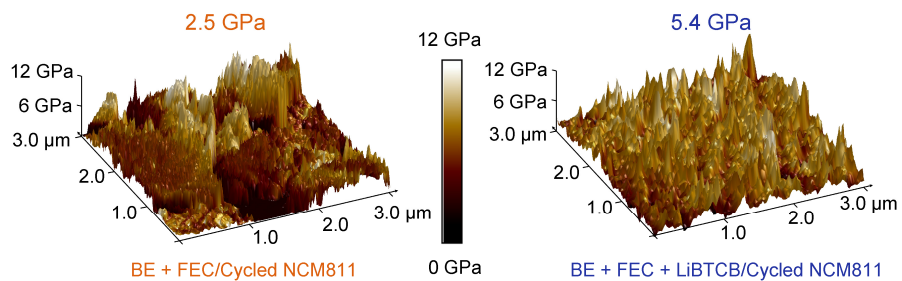 2.5 GPa
5.4 GPa
12 GPa
12 GPa
6 GPa
3.0 µm
2.0
1.0
1.0
2.0
3.0 µm
0 GPa
12 GPa
6 GPa
3.0 µm
2.0
1.0
1.0
2.0
3.0 µm
BE + FEC/Cycled NCM811
BE + FEC + LiBTCB/Cycled NCM811